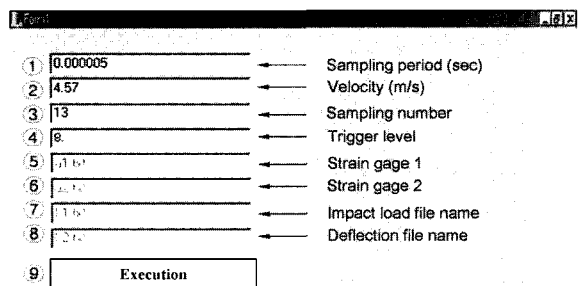 Form1
① 0.000005 Sampling period (sec)
② 4.57 Velocity (m/s)
③ 13 Sampling number
④ Trigger level
⑤ Strain gage 1
⑥ Strain gage 2
⑦ Impact load file name
⑧ Deflection file name
⑨ Execution